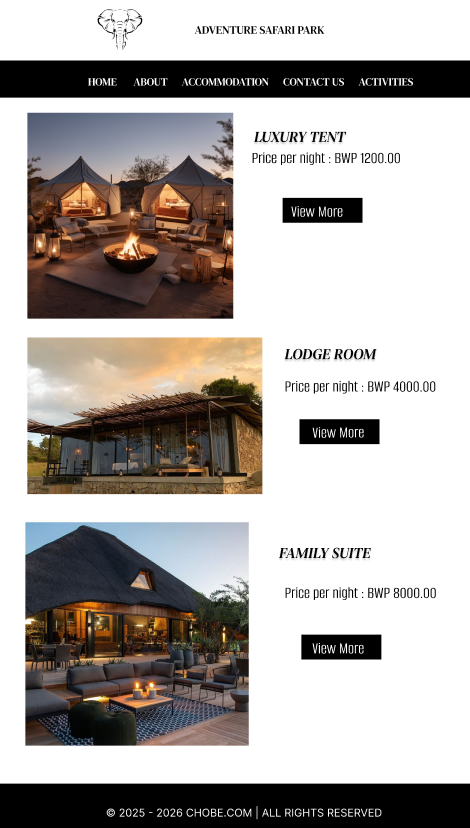 ADVENTURE SAFARI PARK
HOME ABOUT ACCOMMODATION CONTACT US ACTIVITIES
LUXURY TENT
Price per night : BWP 1200.00
View More
LODGE ROOM
Price per night : BWP 4000.00
View More
FAMILY SUITE
Price per night : BWP 8000.00
View More
© 2025 - 2026 CHOBE.COM | ALL RIGHTS RESERVED